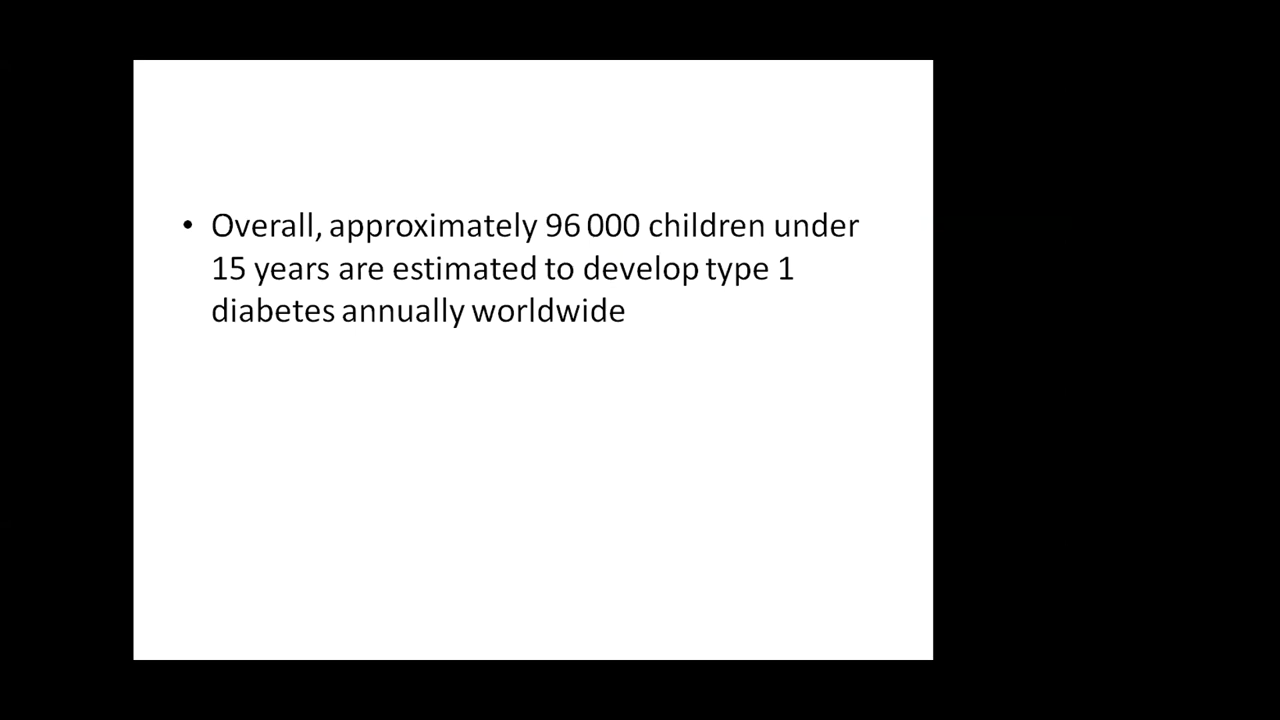 • Overall, approximately 96 000 children under
15 years are estimated to develop type 1
diabetes annually worldwide